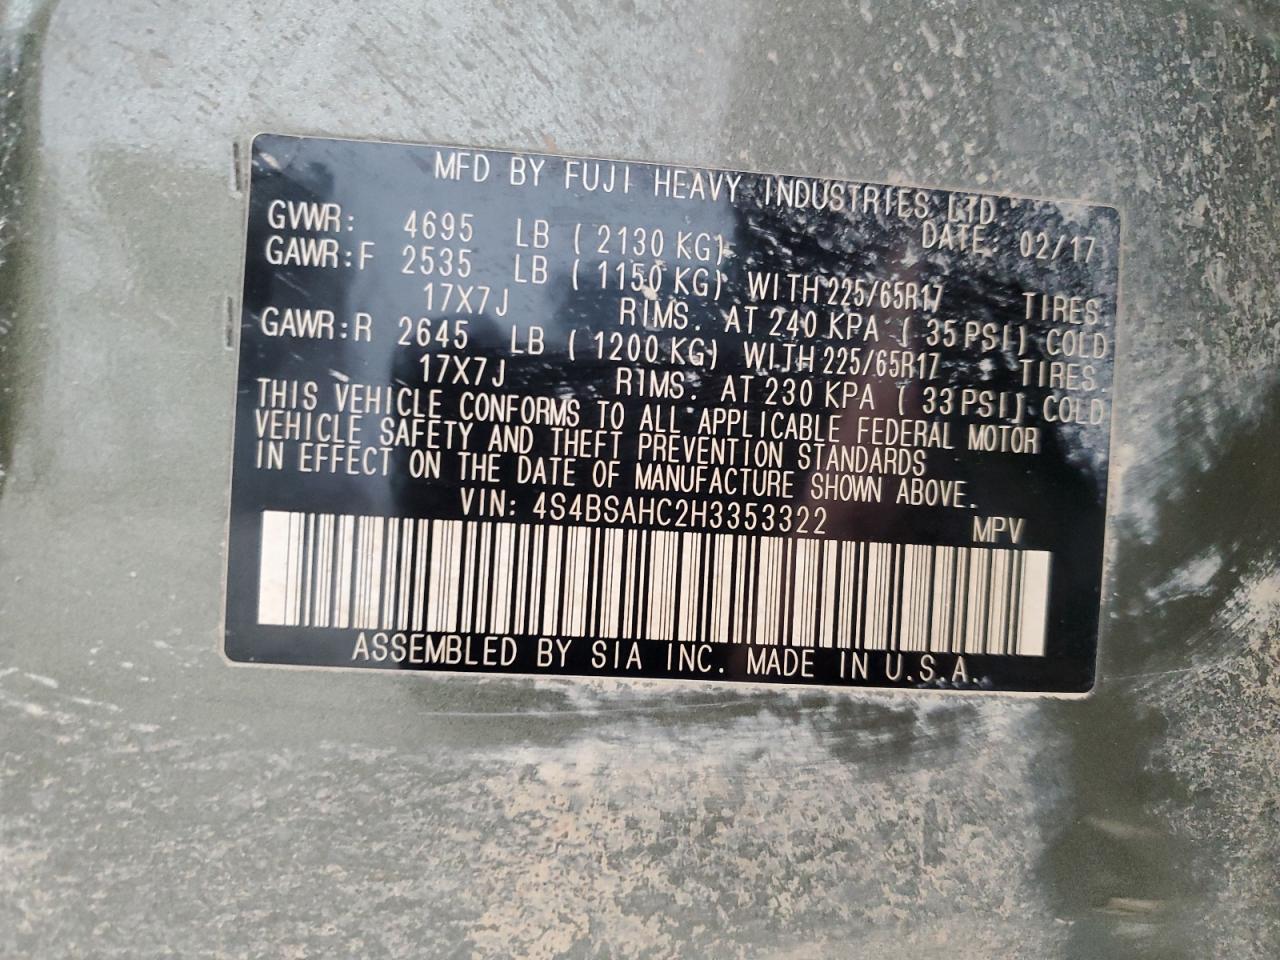 MFD BY FUJI HEAVY INDUSTRIES LTD.
DATE: 02/17
GVWR: 4695 LB ( 2130 KG)
GAWR:F 2535 LB ( 1150 KG) WITH 225/65R17 TIRES.
17X7J RIMS. AT 240 KPA ( 35 PSI) COLD
GAWR:R 2645 LB ( 1200 KG) WITH 225/65R17 TIRES.
17X7J RIMS. AT 230 KPA ( 33 PSI) COLD
THIS VEHICLE CONFORMS TO ALL APPLICABLE FEDERAL MOTOR
VEHICLE SAFETY AND THEFT PREVENTION STANDARDS
IN EFFECT ON THE DATE OF MANUFACTURE SHOWN ABOVE.
VIN: 4S4BSAHC2H3353322 MPV
ASSEMBLED BY SIA INC. MADE IN U.S.A.